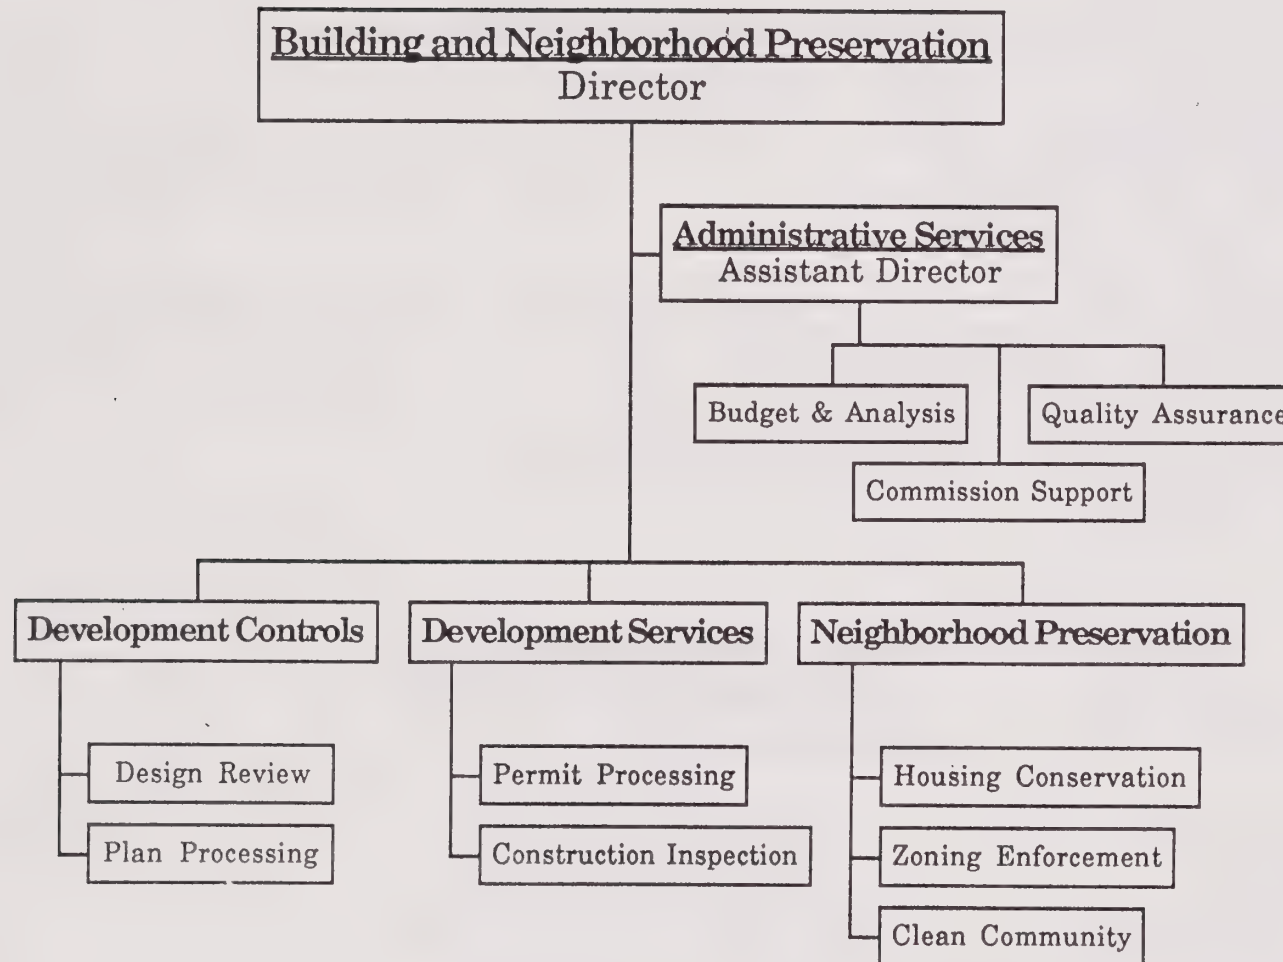 Building and Neighborhood Preservation
Director
Administrative Services
Assistant Director
Budget & Analysis
Quality Assurance
Commission Support
Development Controls
Development Services
Neighborhood Preservation
Design Review
Permit Processing
Housing Conservation
Plan Processing
Construction Inspection
Zoning Enforcement
Clean Community